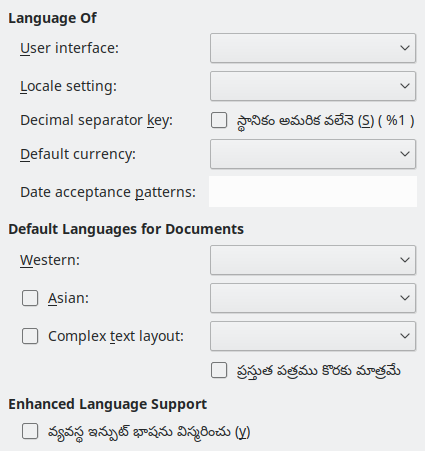 Language Of
User interface:
Locale setting:
Decimal separator key:
స్థానికం అమరిక వలేనె (S) ( %1 )
Default currency:
Date acceptance patterns:
Default Languages for Documents
Western:
Asian:
Complex text layout:
ప్రస్తుత పత్రము కొరకు మాత్రమే
Enhanced Language Support
వ్యవస్థ ఇన్పుట్ భాషను విస్మరించు (y)